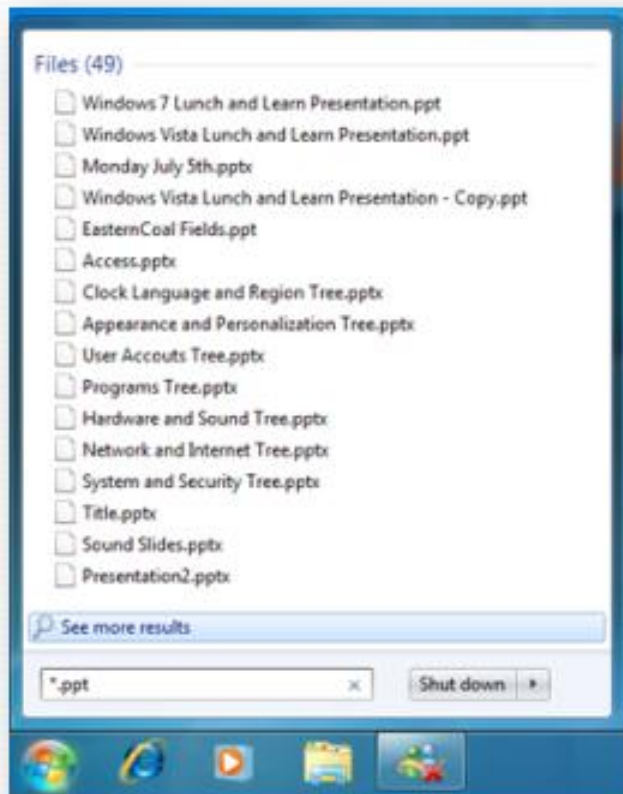 Files (49)
Windows 7 Lunch and Learn Presentation.ppt
Windows Vista Lunch and Learn Presentation.ppt
Monday July 5th.pptx
Windows Vista Lunch and Learn Presentation - Copy.ppt
EasternCoal Fields.ppt
Access.pptx
Clock Language and Region Tree.pptx
Appearance and Personalization Tree.pptx
User Accouts Tree.pptx
Programs Tree.pptx
Hardware and Sound Tree.pptx
Network and Internet Tree.pptx
System and Security Tree.pptx
Title.pptx
Sound Slides.pptx
Presentation2.pptx
See more results
*.ppt Shut down